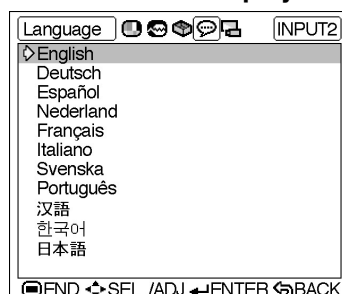 Language INPUT2
English
Deutsch
Español
Nederland
Français
Italiano
Svenska
Português
汉語
한국어
日本語
END SEL /ADJ ENTER BACK